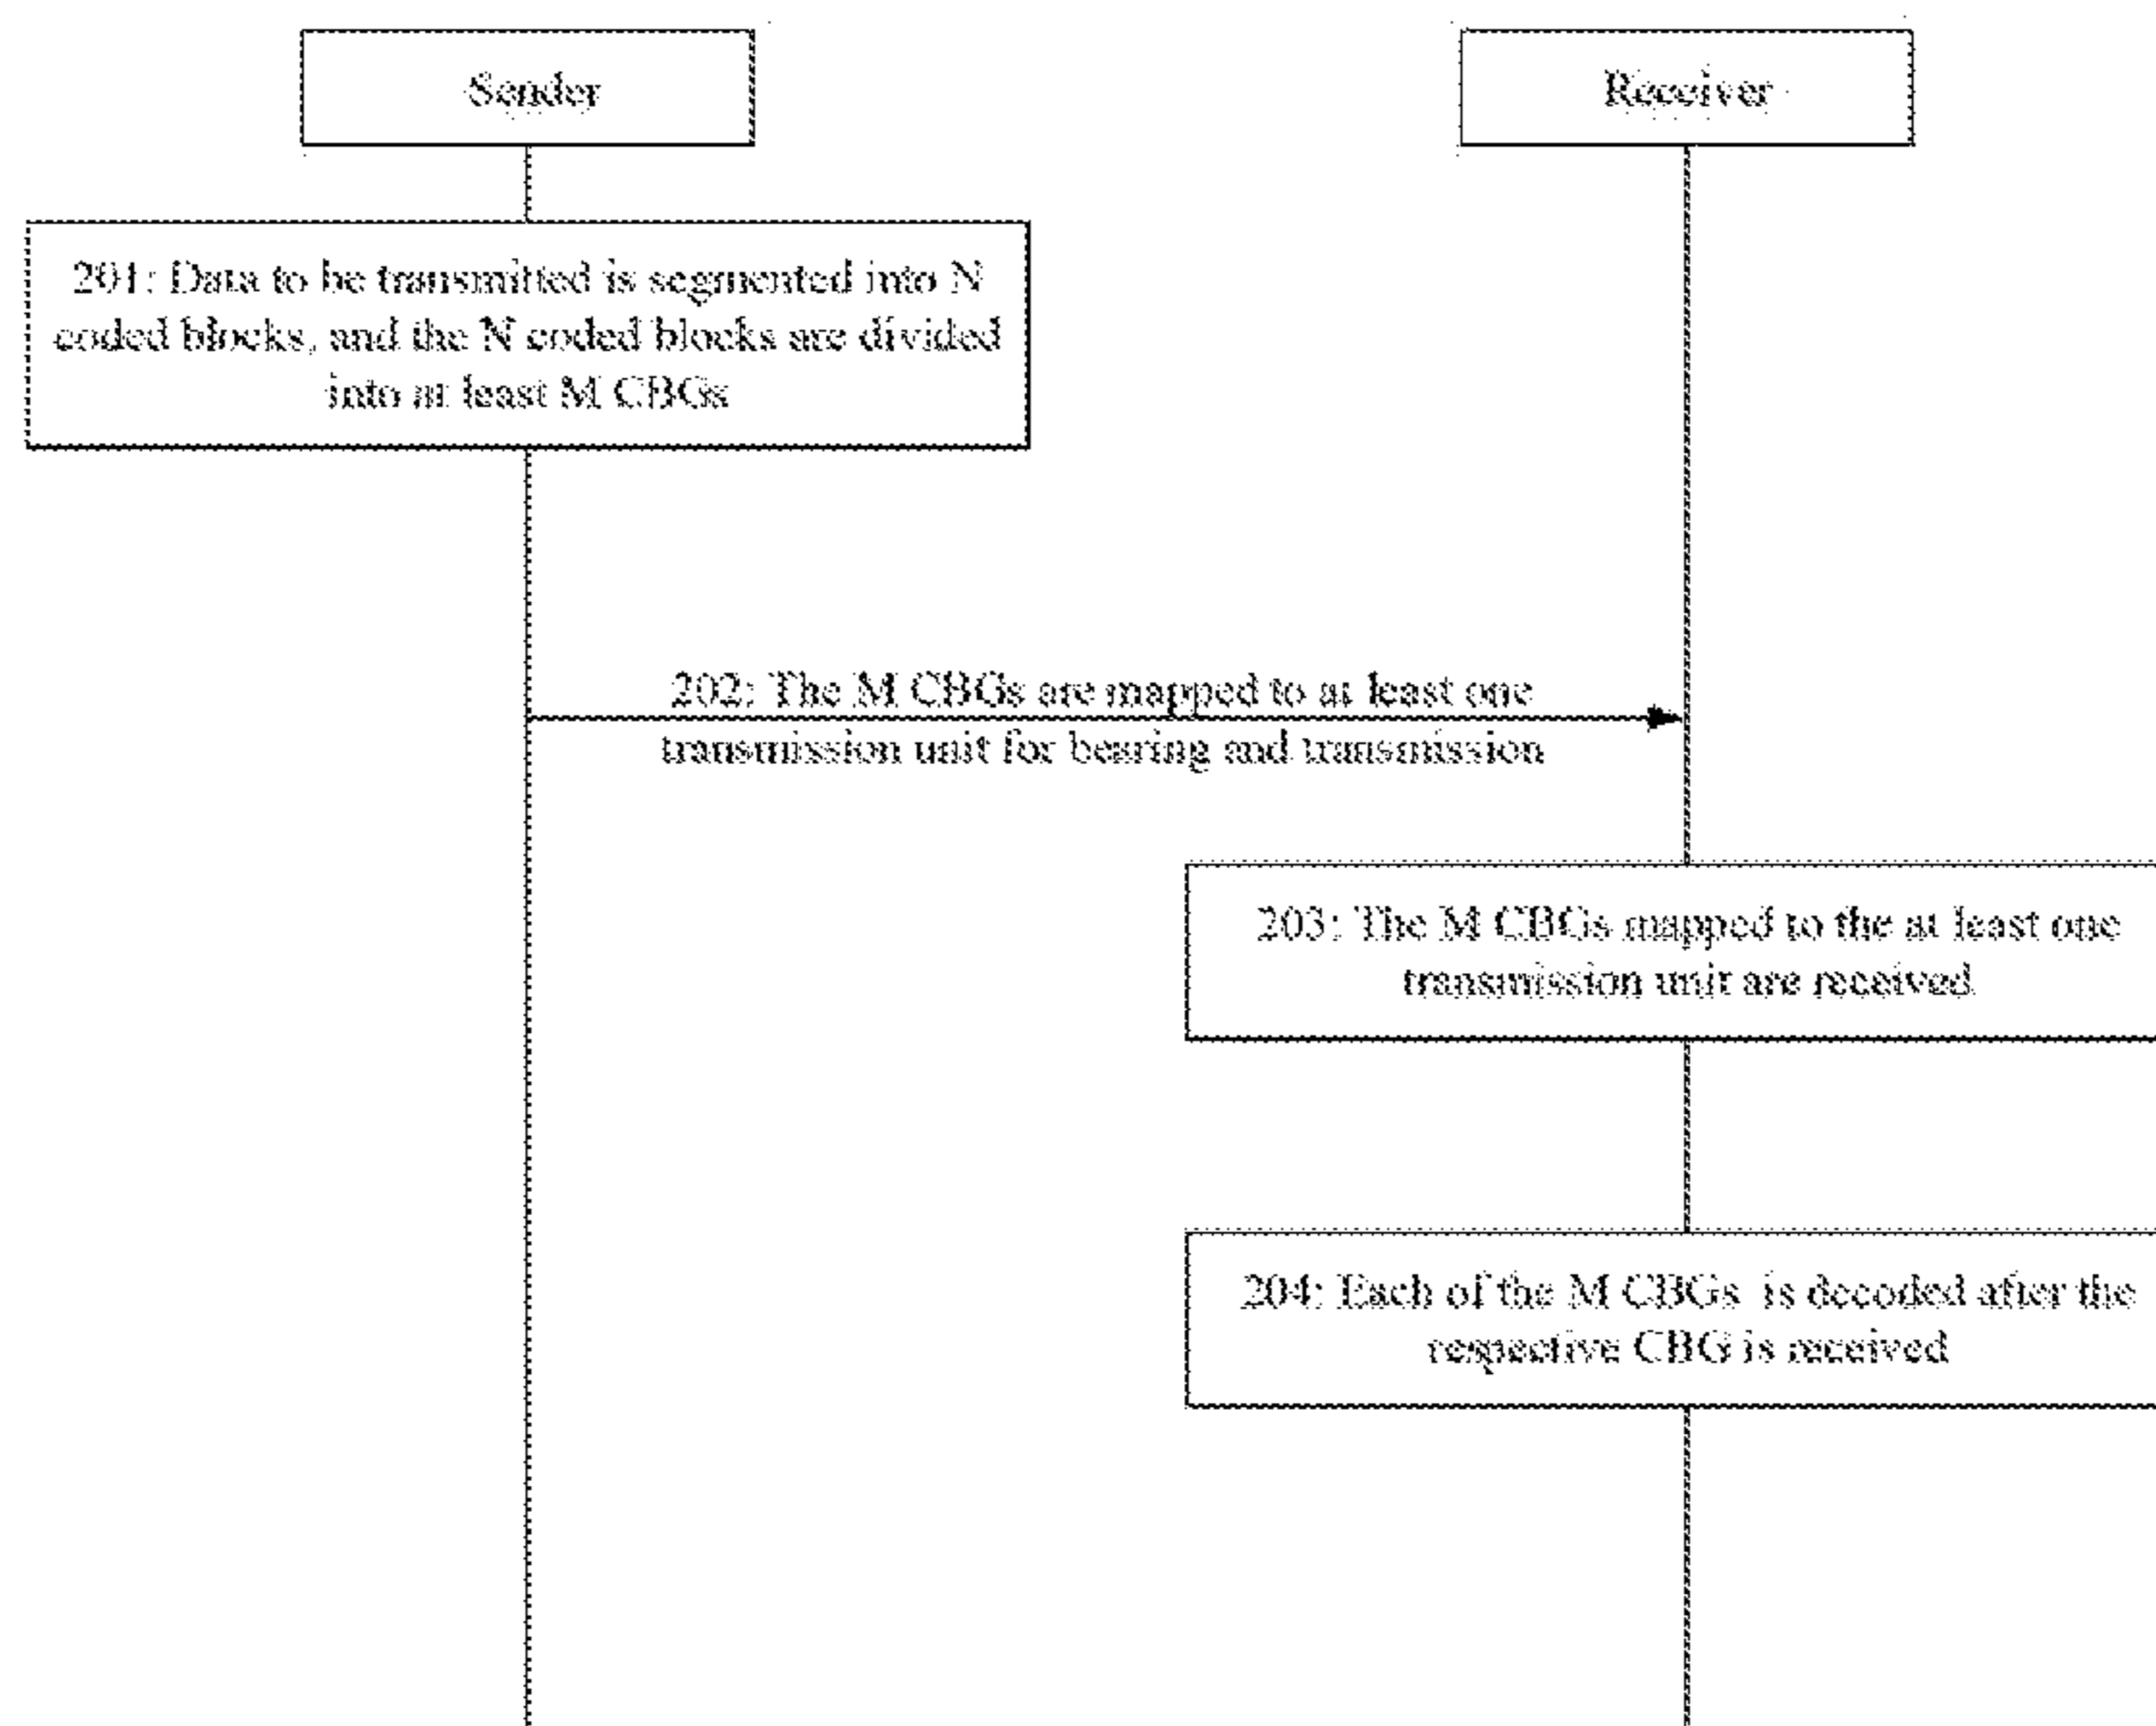 Sender
Receiver
201: Data to be transmitted is segmented into N
coded blocks, and the N coded blocks are divided
into at least M CBGs
202: The M CBGs are mapped to at least one
transmission unit for bearing and transmission
203: The M CBGs mapped to the at least one
transmission unit are received
204: Each of the M CBGs is decoded after the
respective CBG is received